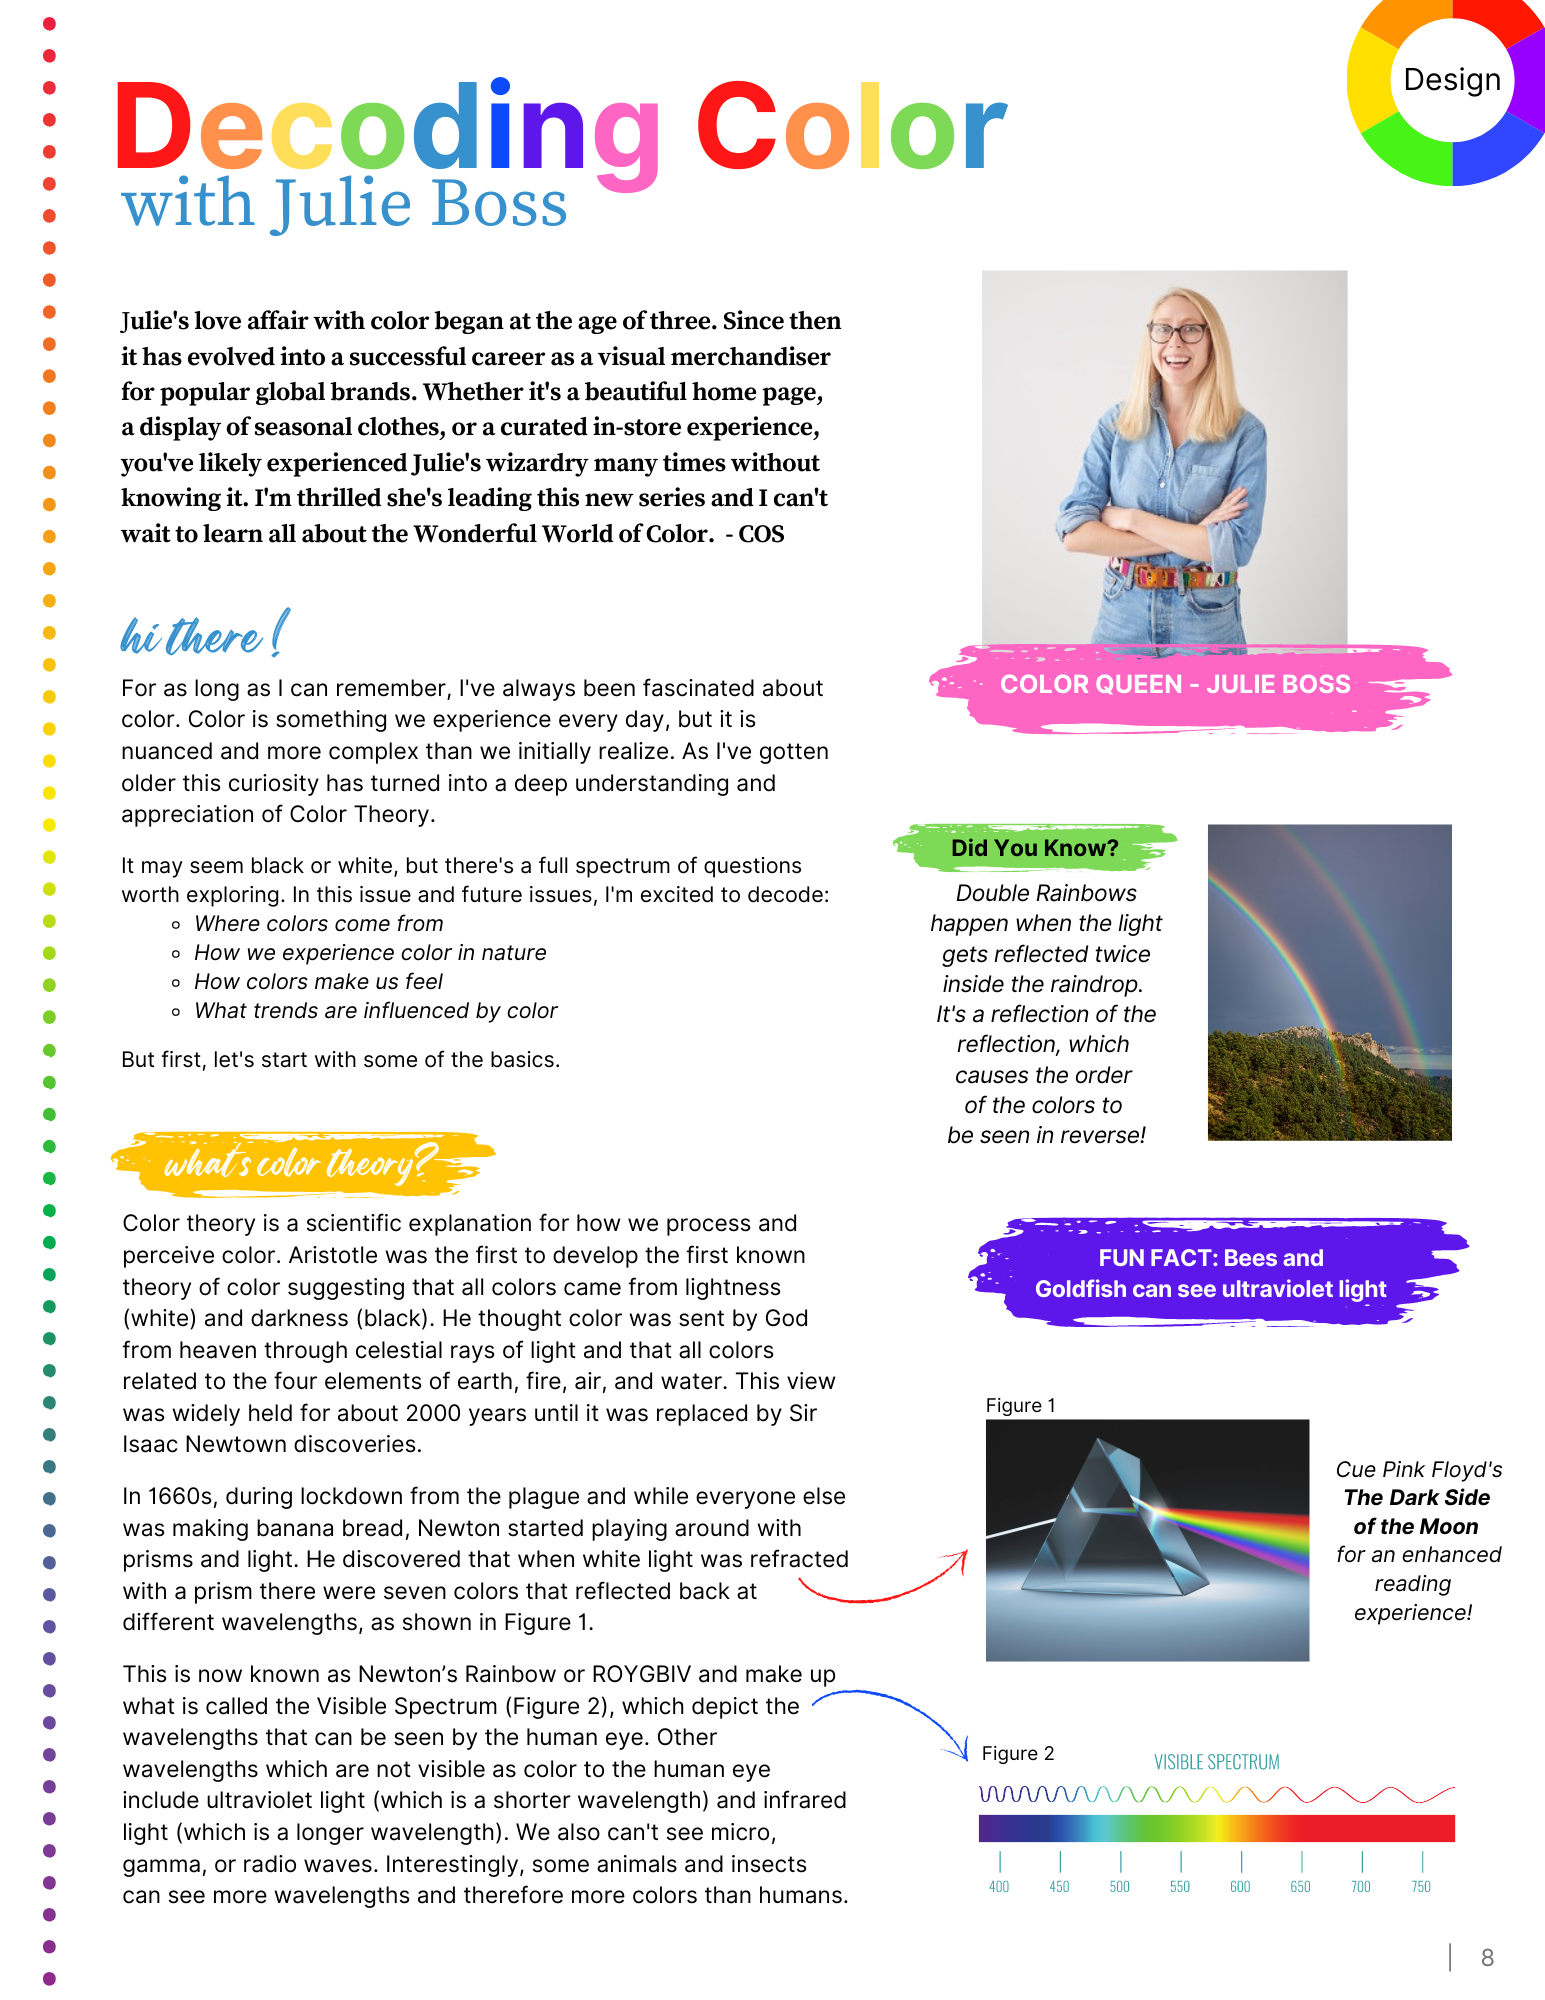 Design
Decoding Color
with Julie Boss
Julie's love affair with color began at the age of three. Since then
it has evolved into a successful career as a visual merchandiser
for popular global brands. Whether it's a beautiful home page,
a display of seasonal clothes, or a curated in-store experience,
you've likely experienced Julie's wizardry many times without
knowing it. I'm thrilled she's leading this new series and I can't
wait to learn all about the Wonderful World of Color.  - COS
hi there!
For as long as I can remember, I've always been fascinated about
color. Color is something we experience every day, but it is
nuanced and more complex than we initially realize. As I've gotten
older this curiosity has turned into a deep understanding and
appreciation of Color Theory.
It may seem black or white, but there's a full spectrum of questions
worth exploring. In this issue and future issues, I'm excited to decode:
◦ Where colors come from
◦ How we experience color in nature
◦ How colors make us feel
◦ What trends are influenced by color
But first, let's start with some of the basics.
what's color theory?
Color theory is a scientific explanation for how we process and
perceive color. Aristotle was the first to develop the first known
theory of color suggesting that all colors came from lightness
(white) and darkness (black). He thought color was sent by God
from heaven through celestial rays of light and that all colors
related to the four elements of earth, fire, air, and water. This view
was widely held for about 2000 years until it was replaced by Sir
Isaac Newtown discoveries.
In 1660s, during lockdown from the plague and while everyone else
was making banana bread, Newton started playing around with
prisms and light. He discovered that when white light was refracted
with a prism there were seven colors that reflected back at
different wavelengths, as shown in Figure 1.
This is now known as Newton’s Rainbow or ROYGBIV and make up
what is called the Visible Spectrum (Figure 2), which depict the
wavelengths that can be seen by the human eye. Other
wavelengths which are not visible as color to the human eye
include ultraviolet light (which is a shorter wavelength) and infrared
light (which is a longer wavelength). We also can't see micro,
gamma, or radio waves. Interestingly, some animals and insects
can see more wavelengths and therefore more colors than humans.
COLOR QUEEN - JULIE BOSS
Did You Know?
Double Rainbows
happen when the light
gets reflected twice
inside the raindrop.
It's a reflection of the
reflection, which
causes the order
of the colors to
be seen in reverse!
FUN FACT: Bees and
Goldfish can see ultraviolet light
Figure 1
Cue Pink Floyd's
The Dark Side
of the Moon
for an enhanced
reading
experience!
Figure 2
VISIBLE SPECTRUM
400 450 500 550 600 650 700 750
| 8